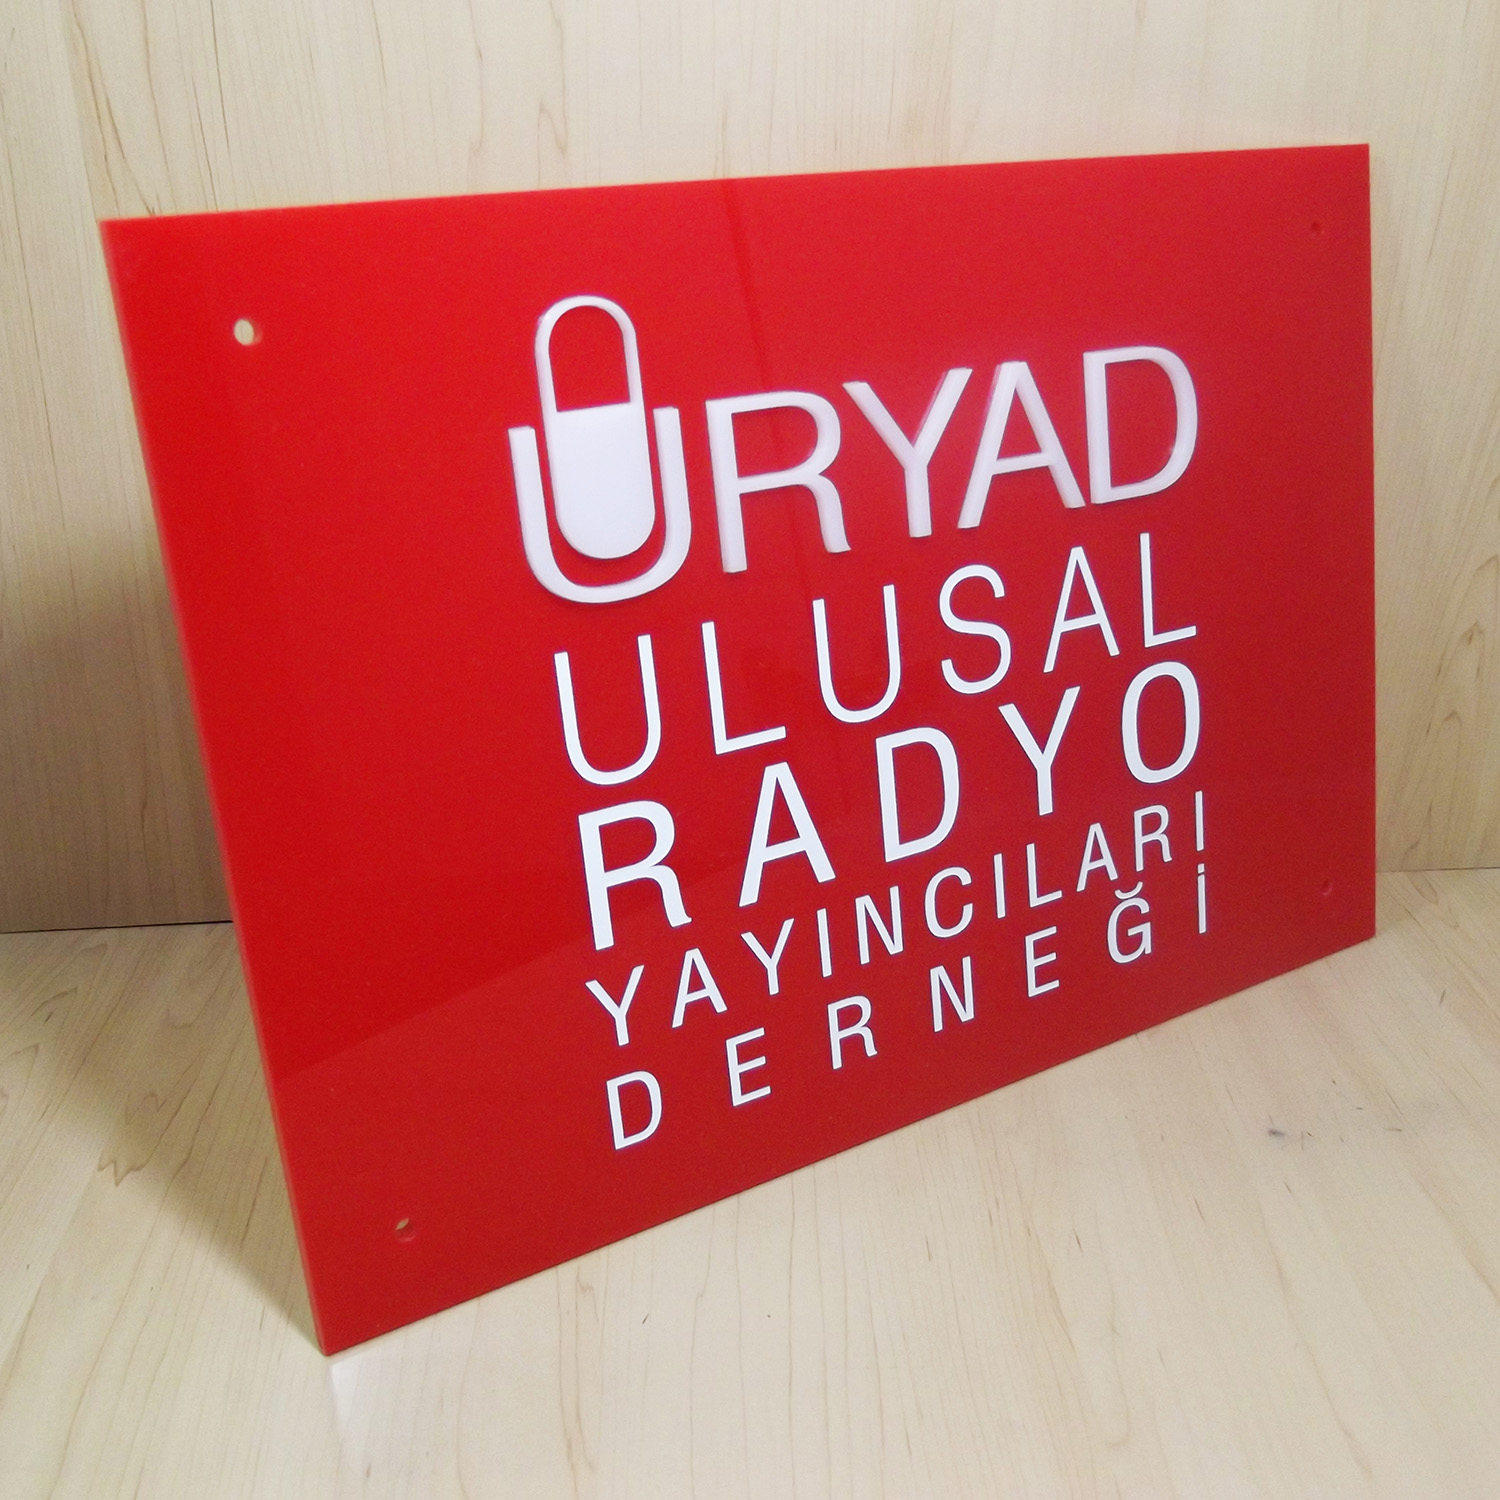 URYAD
ULUSAL
RADYO
YAYINCILARI
DERNEĞİ